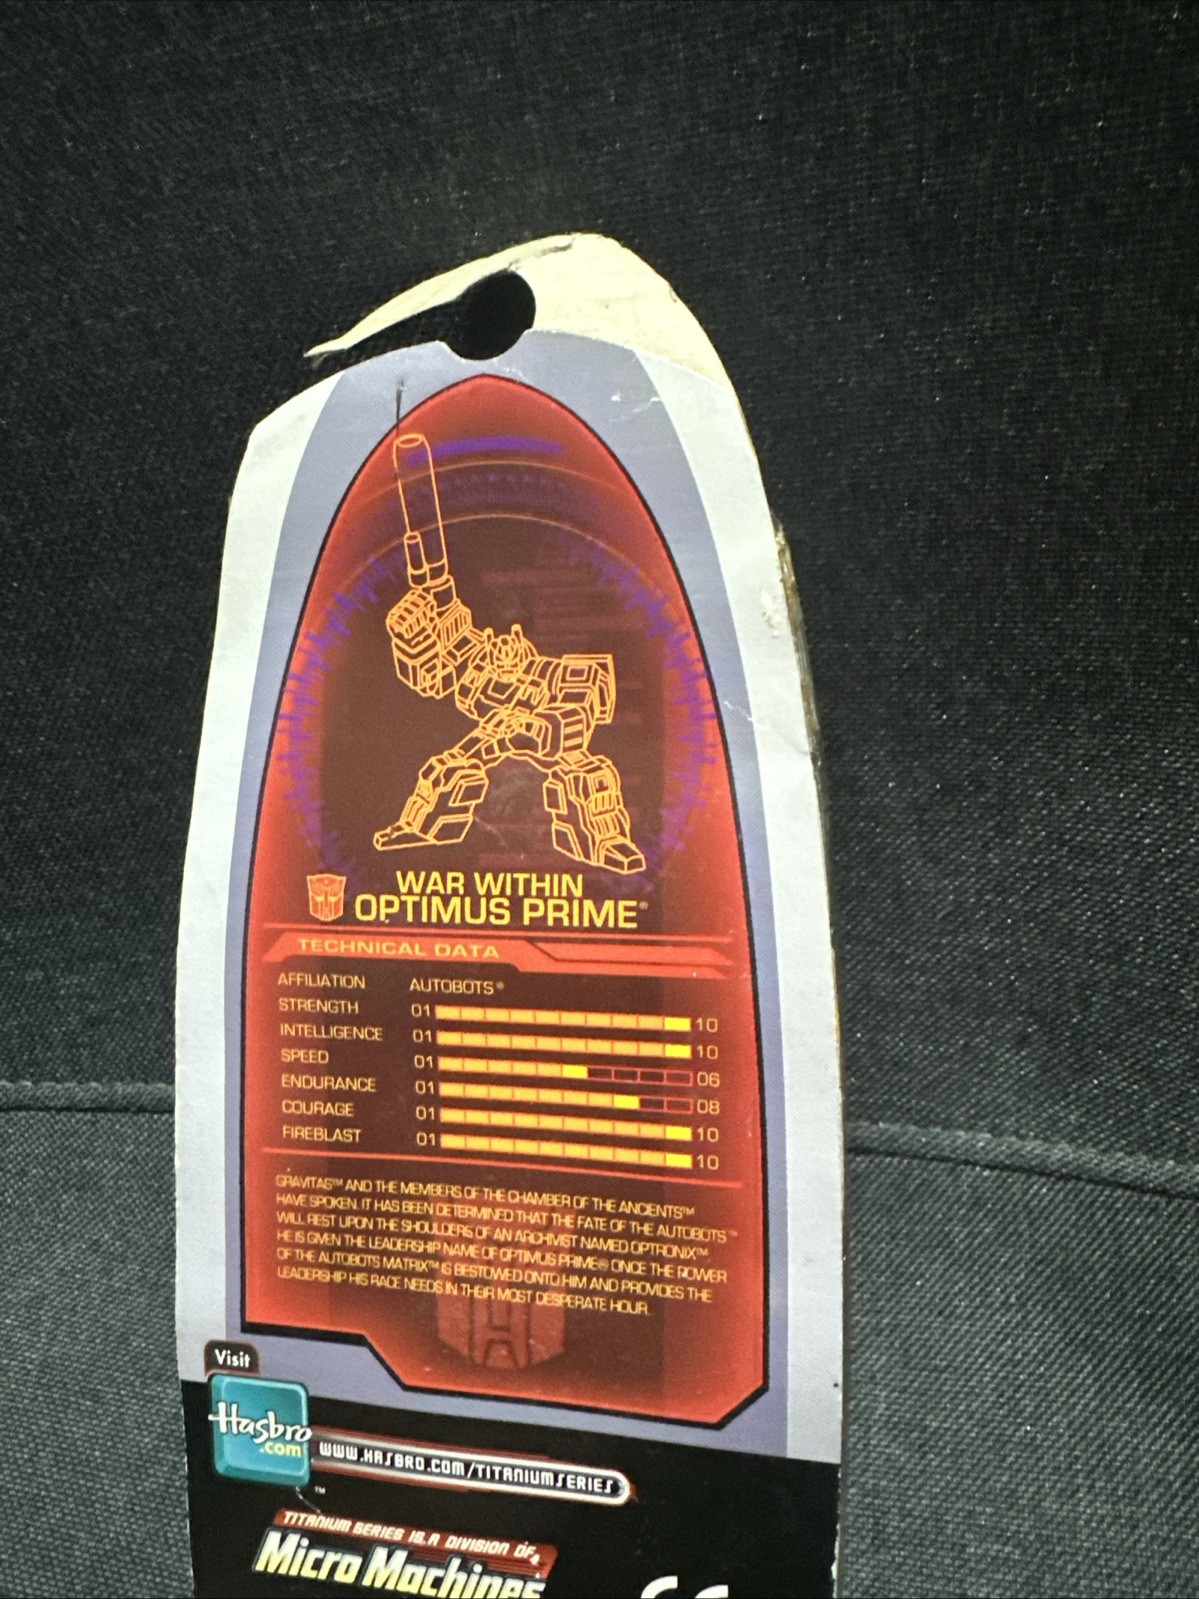 WAR WITHIN
OPTIMUS PRIME®
TECHNICAL DATA
AFFILIATION AUTOBOTS®
STRENGTH 01 10
INTELLIGENCE 01 10
SPEED 01 06
ENDURANCE 01 08
COURAGE 01 10
FIREBLAST 01 10
GRAVITAS™ AND THE MEMBERS OF THE CHAMBER OF THE ANCIENTS™
HAVE SPOKEN. IT HAS BEEN DETERMINED THAT THE FATE OF THE AUTOBOTS™
WILL REST UPON THE SHOULDERS OF AN ARCHIVIST NAMED OPTRONIX™.
HE IS GIVEN THE LEADERSHIP NAME OF OPTIMUS PRIME® ONCE THE POWER
OF THE AUTOBOTS MATRIX™ IS BESTOWED ONTO HIM AND PROVIDES THE
LEADERSHIP HIS RACE NEEDS IN THEIR MOST DESPERATE HOUR.
Visit
Hasbro
.com
™
WWW.HASBRO.COM/TITANIUMSERIES
TITANIUM SERIES IS A DIVISION OF
Micro Machines